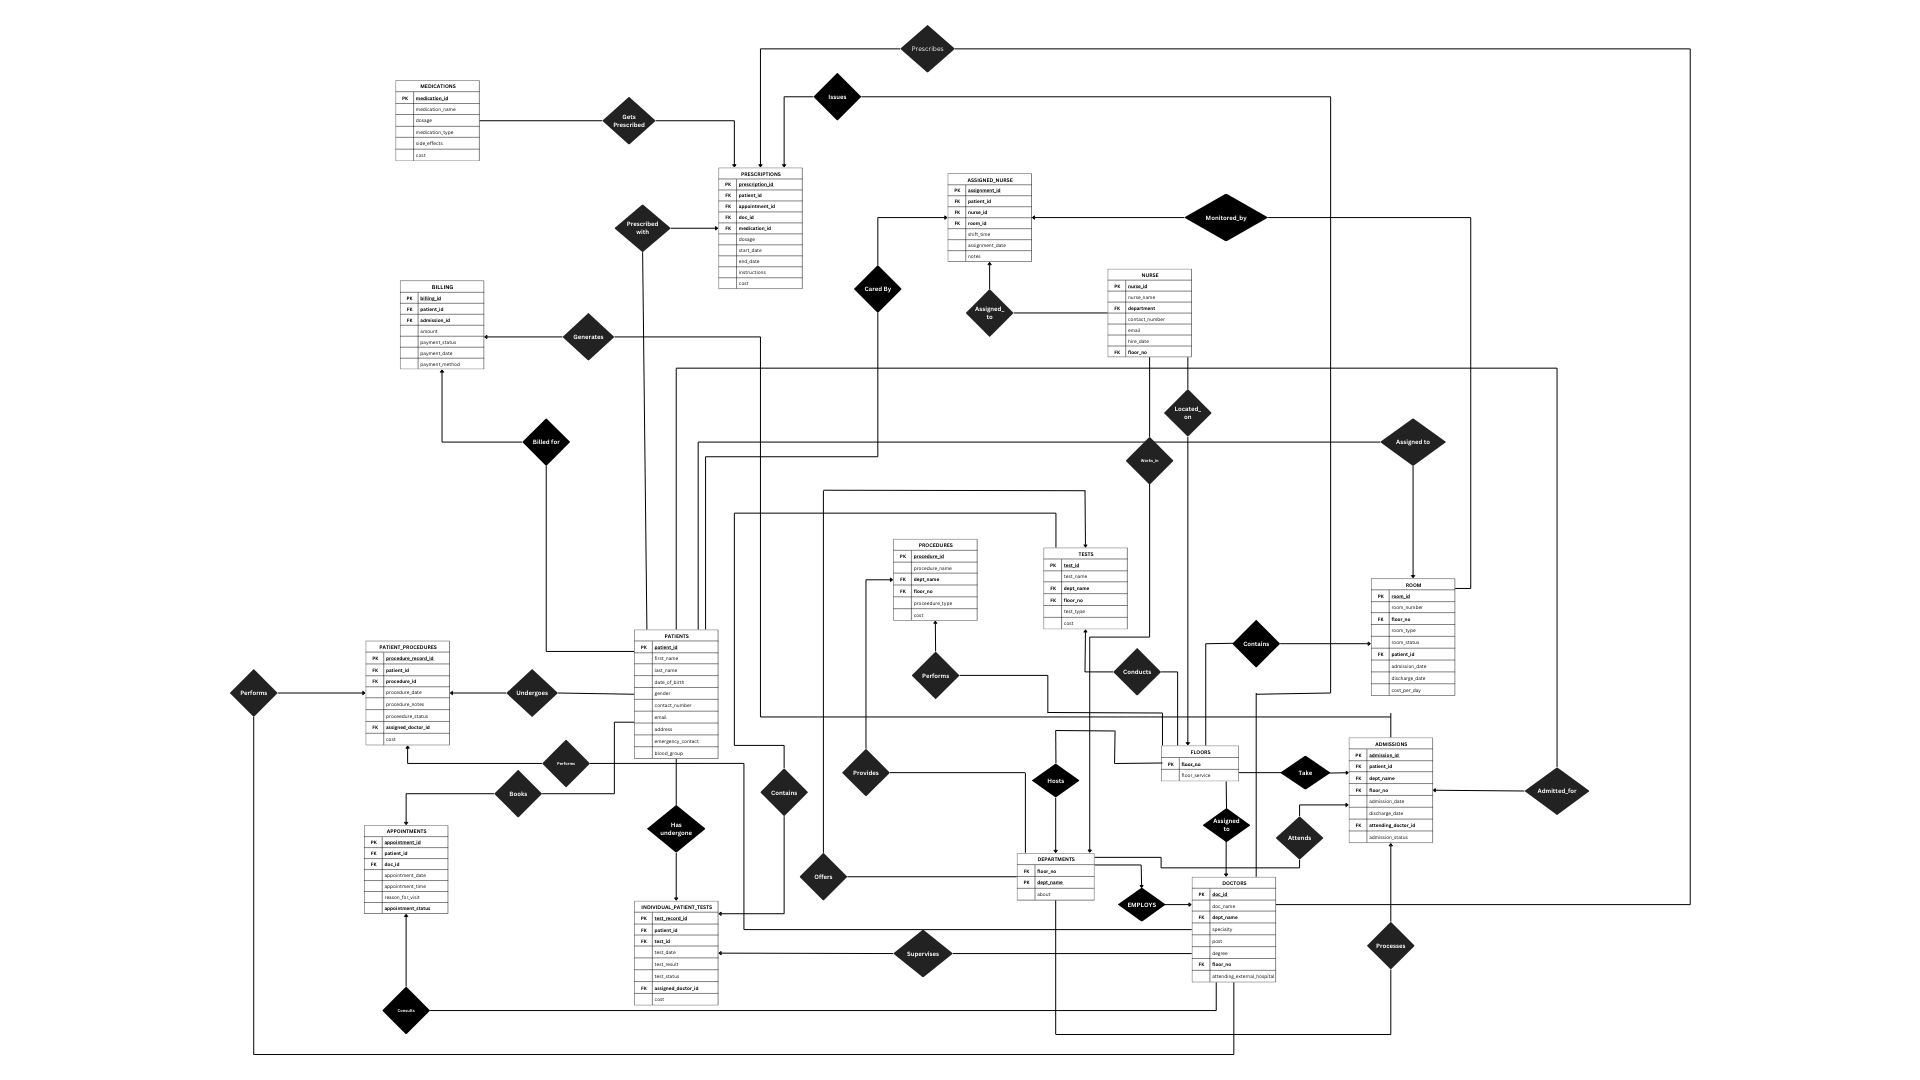 Prescribes
Issues
MEDICATIONS
PK medication_id
medication_name
dosage
medication_type
side_effects
cost
Gets
Prescribed
PRESCRIPTIONS
PK prescription_id
FK patient_id
FK appointment_id
FK doc_id
FK medication_id
dosage
start_date
end_date
instructions
cost
ASSIGNED_NURSE
PK assignment_id
FK patient_id
FK nurse_id
FK room_id
shift_time
assignment_date
notes
Monitored_by
Prescribed
with
Cared By
NURSE
PK nurse_id
nurse_name
FK department
contact_number
email
hire_date
FK floor_no
Assigned_
to
BILLING
PK billing_id
FK patient_id
FK admission_id
amount
payment_status
payment_date
payment_method
Generates
Located_
on
Billed for
Assigned to
Works_in
PROCEDURES
PK procedure_id
procedure_name
FK dept_name
FK floor_no
proceedure_type
cost
TESTS
PK test_id
test_name
FK dept_name
FK floor_no
test_type
cost
ROOM
PK room_id
room_number
FK floor_no
room_type
room_status
FK patient_id
admission_date
discharge_date
cost_per_day
PATIENTS
PK patient_id
first_name
last_name
date_of_birth
gender
contact_number
email
address
emergency_contact
blood_group
PATIENT_PROCEDURES
PK procedure_record_id
FK patient_id
FK procedure_id
procedure_date
procedure_notes
proceedure_status
FK assigned_doctor_id
cost
Contains
Performs
Conducts
Performs
Undergoes
FLOORS
PK floor_no
floor_service
ADMISSIONS
PK admission_id
FK patient_id
FK dept_name
FK floor_no
admission_date
discharge_date
FK attending_doctor_id
admission_status
Performs
Provides
Hosts
Take
Admitted_for
Books
Contains
Has
undergone
Assigned
to
Attends
APPOINTMENTS
PK appointment_id
FK patient_id
FK doc_id
appointment_date
appointment_time
reason_for_visit
appointment_status
DEPARTMENTS
FK floor_no
PK dept_name
about
Offers
EMPLOYS
DOCTORS
PK doc_id
doc_name
FK dept_name
specialty
post
degree
FK floor_no
attending_external_hospital
INDIVIDUAL_PATIENT_TESTS
PK test_record_id
FK patient_id
FK test_id
test_date
test_result
test_status
FK assigned_doctor_id
cost
Supervises
Processes
Consults